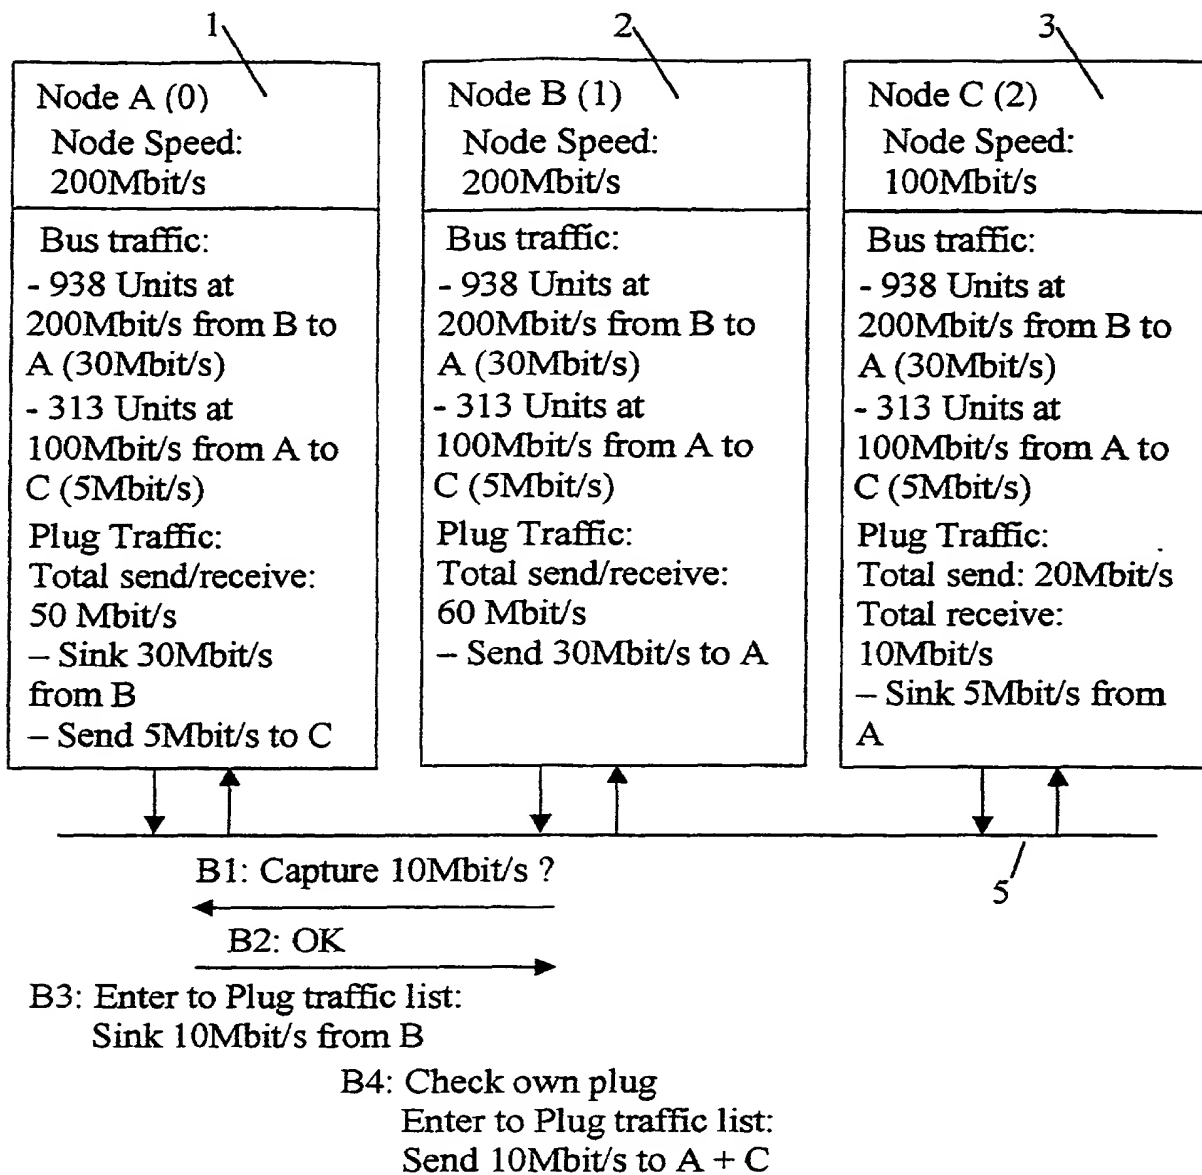 1
2
3
Node A (0)
Node Speed:
200Mbit/s
Bus traffic:
- 938 Units at
200Mbit/s from B to
A (30Mbit/s)
- 313 Units at
100Mbit/s from A to
C (5Mbit/s)
Plug Traffic:
Total send/receive:
50 Mbit/s
– Sink 30Mbit/s
from B
– Send 5Mbit/s to C
Node B (1)
Node Speed:
200Mbit/s
Bus traffic:
- 938 Units at
200Mbit/s from B to
A (30Mbit/s)
- 313 Units at
100Mbit/s from A to
C (5Mbit/s)
Plug Traffic:
Total send/receive:
60 Mbit/s
– Send 30Mbit/s to A
Node C (2)
Node Speed:
100Mbit/s
Bus traffic:
- 938 Units at
200Mbit/s from B to
A (30Mbit/s)
- 313 Units at
100Mbit/s from A to
C (5Mbit/s)
Plug Traffic:
Total send: 20Mbit/s
Total receive:
10Mbit/s
– Sink 5Mbit/s from
A
5
B1: Capture 10Mbit/s ?
B2: OK
B3: Enter to Plug traffic list:
Sink 10Mbit/s from B
B4: Check own plug
Enter to Plug traffic list:
Send 10Mbit/s to A + C